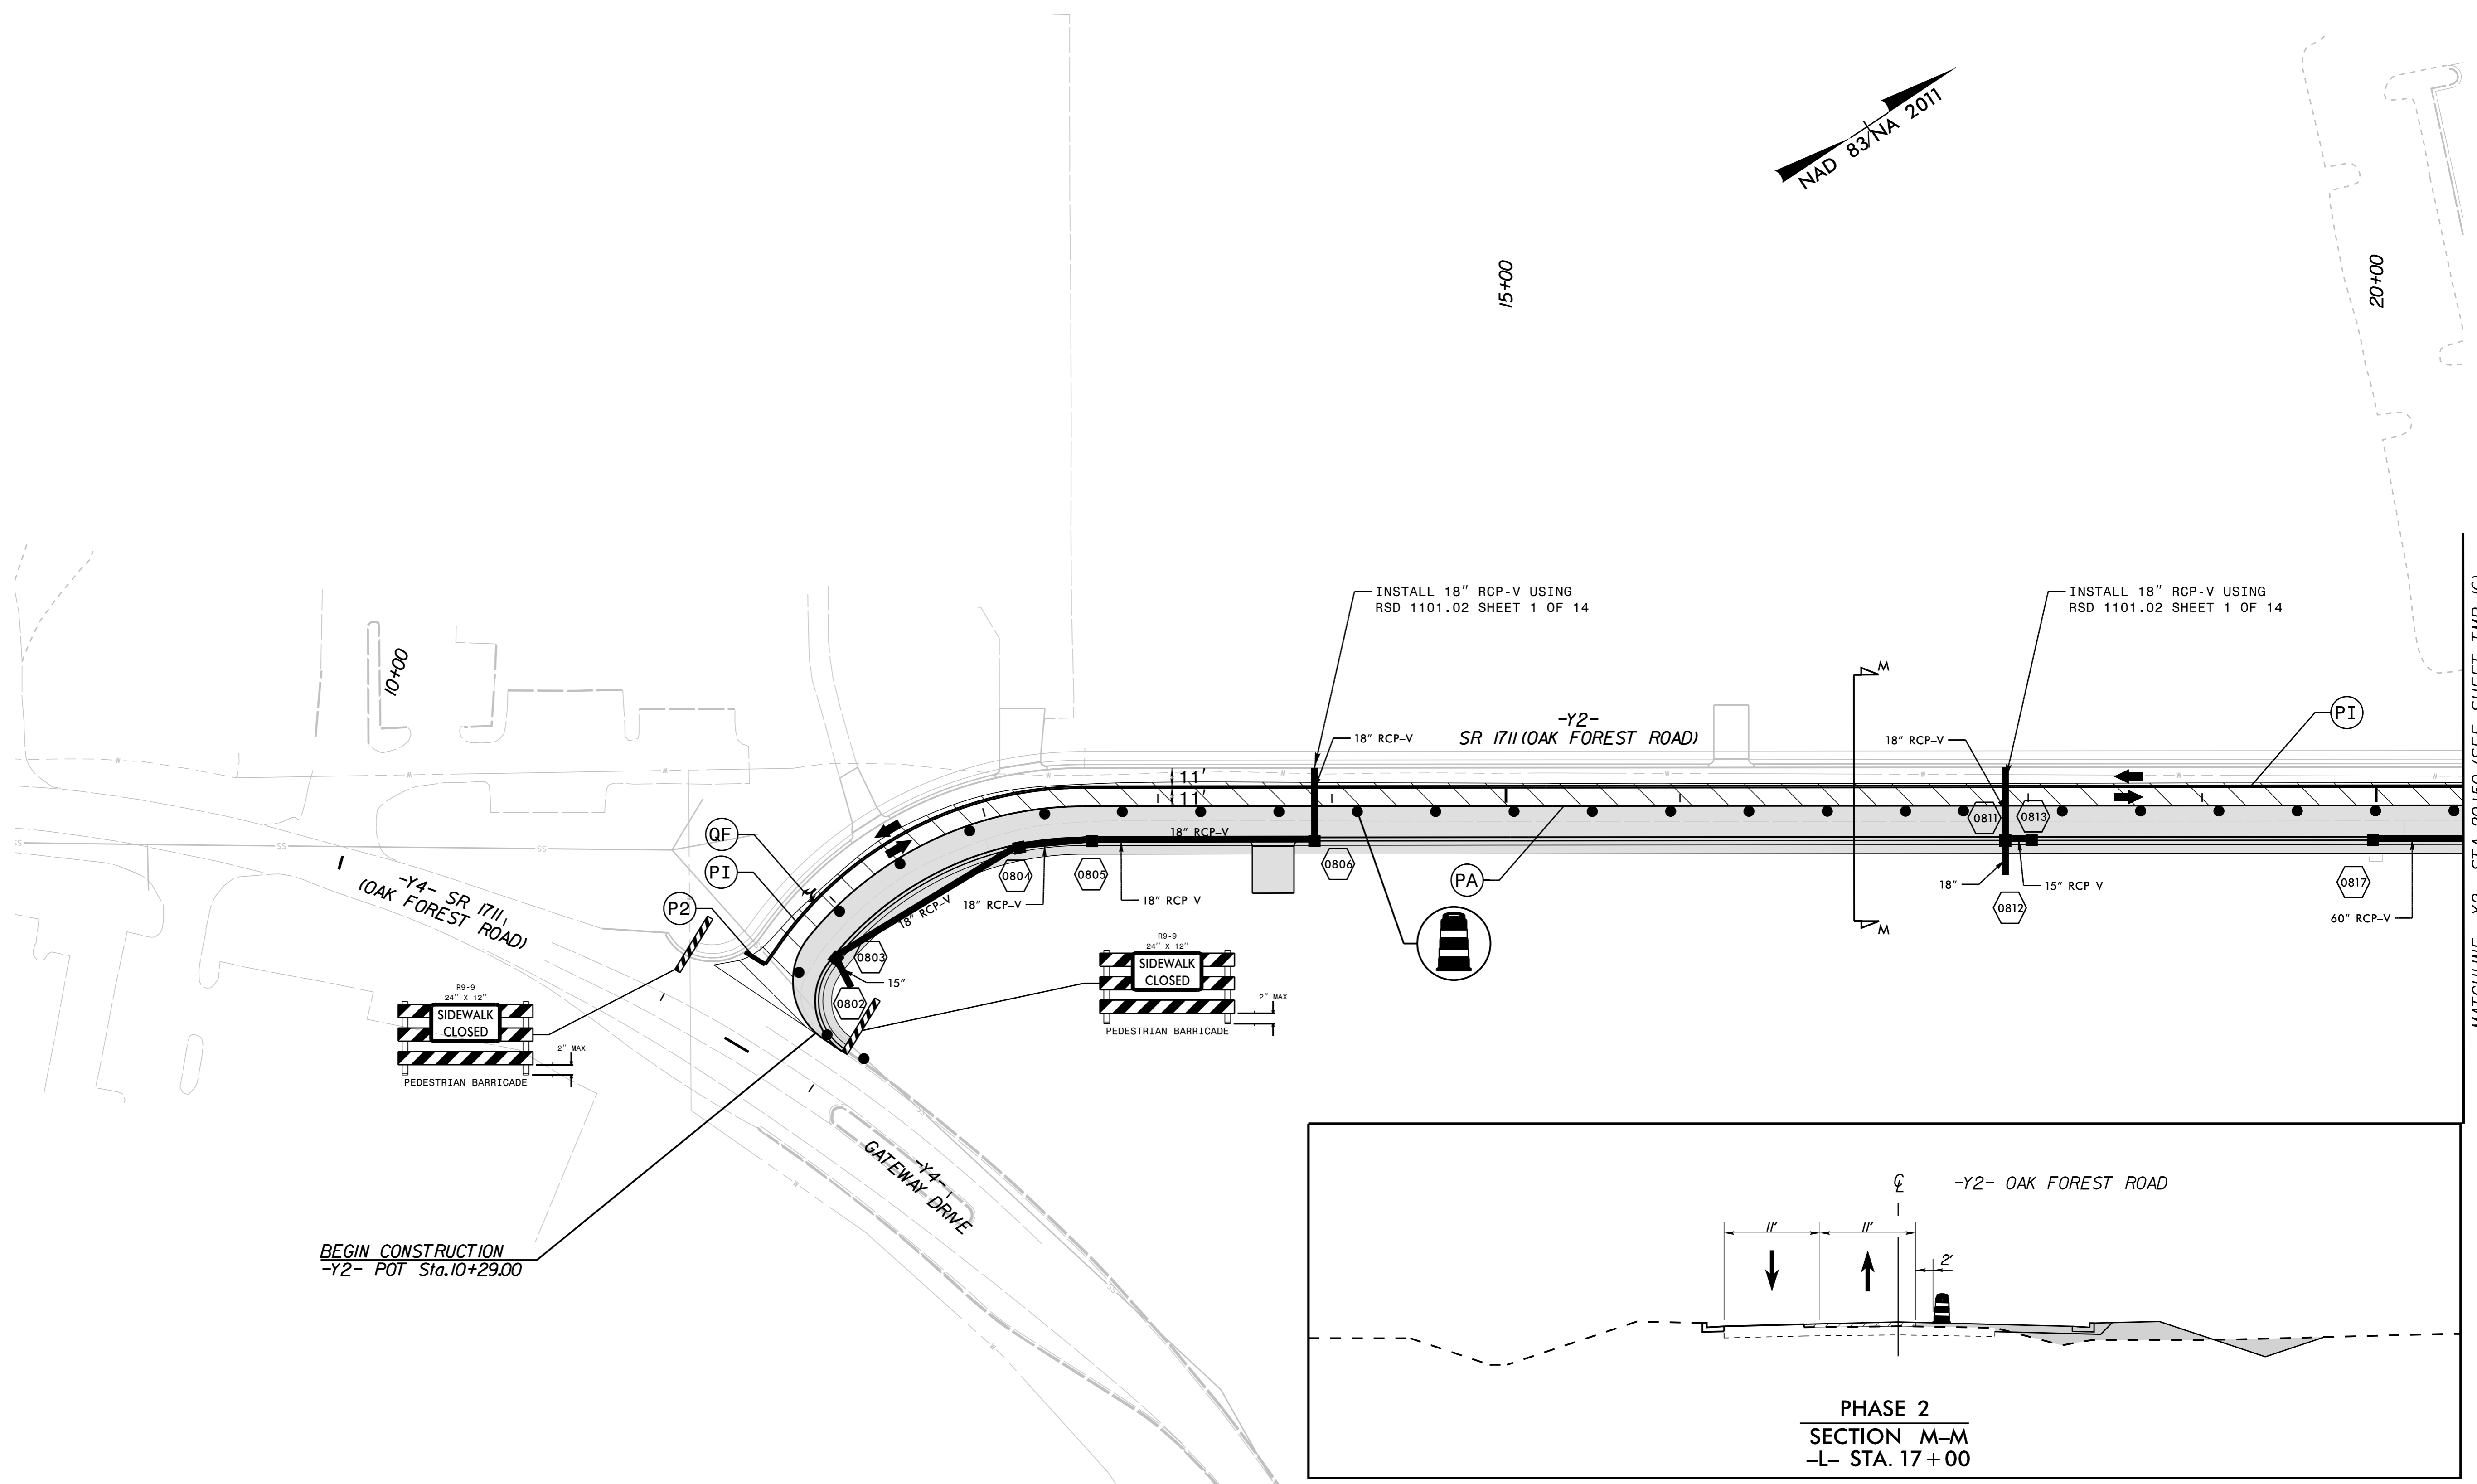 NAD 83/NA 2011
15+00
20+00
10+00
INSTALL 18" RCP-V USING
RSD 1101.02 SHEET 1 OF 14
INSTALL 18" RCP-V USING
RSD 1101.02 SHEET 1 OF 14
M
-Y2-
SR 1711 (OAK FOREST ROAD)
18" RCP-V
18" RCP-V
PI
11'
11'
QF
PI
P2
18" RCP-V
0811
0813
0804
0805
0806
PA
18" RCP-V
18" RCP-V
18" RCP-V
18"
15" RCP-V
0812
0817
60" RCP-V
M
-Y4- SR 1711
(OAK FOREST ROAD)
0803
15"
0802
R9-9
24" X 12"
SIDEWALK
CLOSED
2" MAX
PEDESTRIAN BARRICADE
R9-9
24" X 12"
SIDEWALK
CLOSED
2" MAX
PEDESTRIAN BARRICADE
-Y4-
GATEWAY DRIVE
BEGIN CONSTRUCTION
-Y2- POT Sta.10+29.00
W
W
W
W
W
W
W
W
W
W
SS
SS
SS
SS
SS
℄ -Y2- OAK FOREST ROAD
11' 11'
2'
PHASE 2
SECTION M-M
-L- STA. 17+00